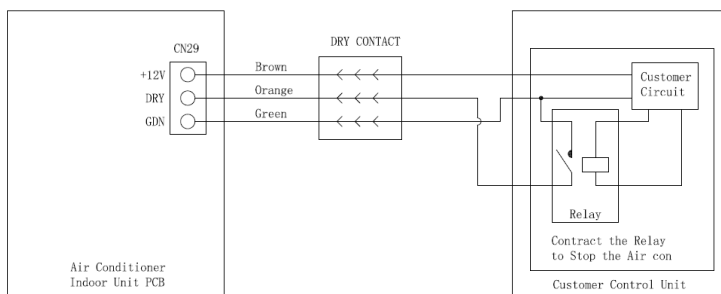 CN29
DRY CONTACT
+12V
Brown
Customer
Circuit
DRY
Orange
GDN
Green
Relay
Contract the Relay
to Stop the Air con
Air Conditioner
Indoor Unit PCB
Customer Control Unit